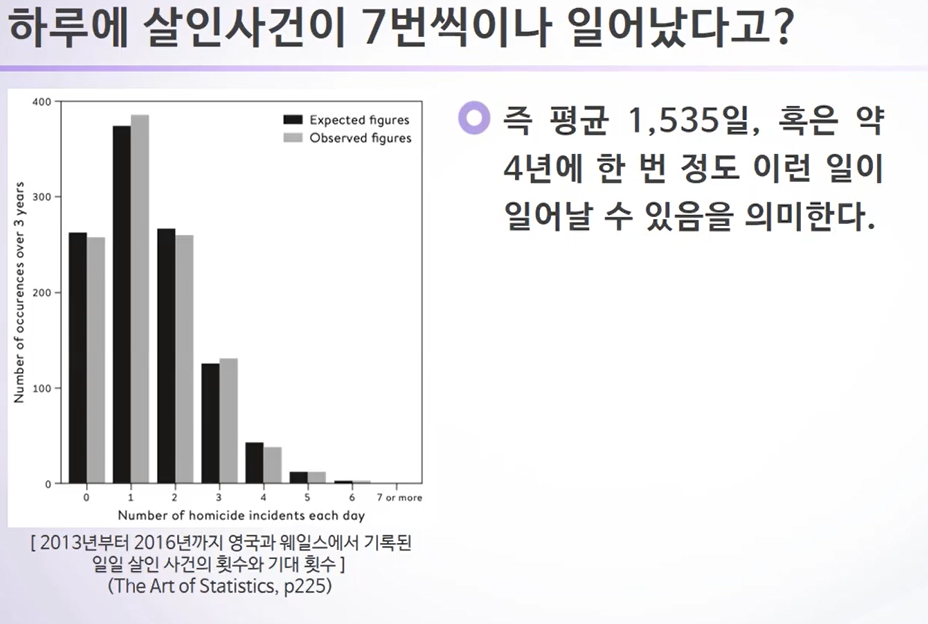 하루에 살인사건이 7번씩이나 일어났다고?
400
300
200
100
0
Number of occurences over 3 years
Expected figures
Observed figures
0 1 2 3 4 5 6 7 or more
Number of homicide incidents each day
[ 2013년부터 2016년까지 영국과 웨일스에서 기록된
일일 살인 사건의 횟수와 기대 횟수 ]
(The Art of Statistics, p225)
즉 평균 1,535일, 혹은 약
4년에 한 번 정도 이런 일이
일어날 수 있음을 의미한다.